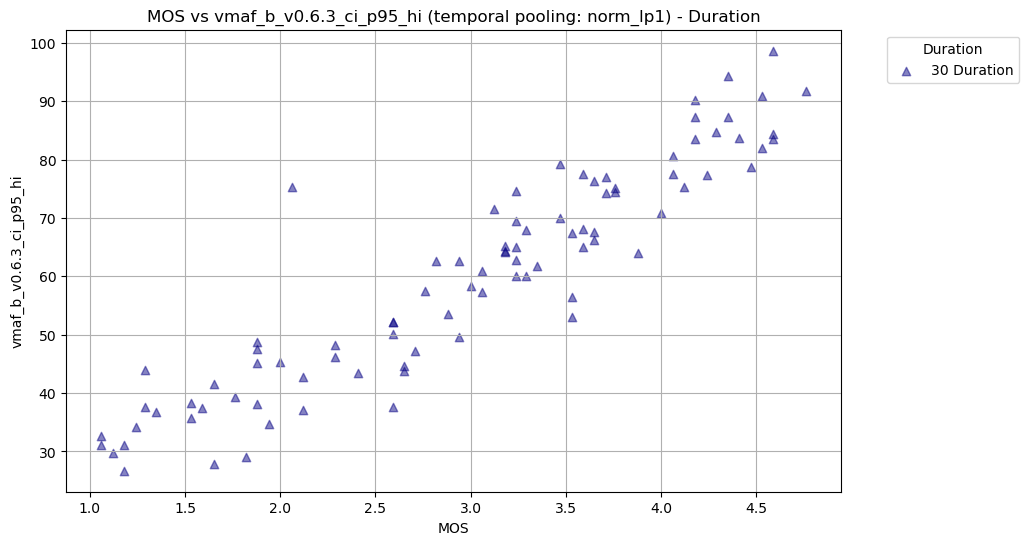 MOS vs vmaf_b_v0.6.3_ci_p95_hi (temporal pooling: norm_lp1) - Duration
Duration
30 Duration
vmaf_b_v0.6.3_ci_p95_hi
100
90
80
70
60
50
40
30
1.0 1.5 2.0 2.5 3.0 3.5 4.0 4.5
MOS